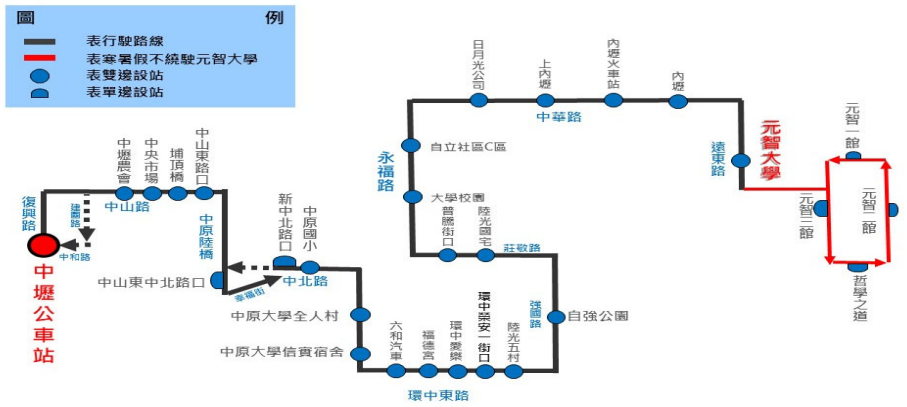 圖 例
表行駛路線
表寒暑假不繞駛元智大學
表雙邊設站
表單邊設站
日月光公司
上內壢
內壢火車站
內壢
中華路
元智大學
元智一館
遠東路
元智二館
元智三館
哲學之道
永福路
自立社區C區
大學校園
普騰街口
陸光國宅
莊敬路
中壢農會
中央市場
埔頂橋
中山東路口
復興路
建國路
中山路
中和路
中壢公車站
中原陸橋
新中北路口
中原國小
中山東中北路口
幸福街
中北路
中原大學全人村
中原大學信實宿舍
六和汽車
福德宮
環中愛樂
環中榮安一街口
陸光五村
強國路
自強公園
環中東路